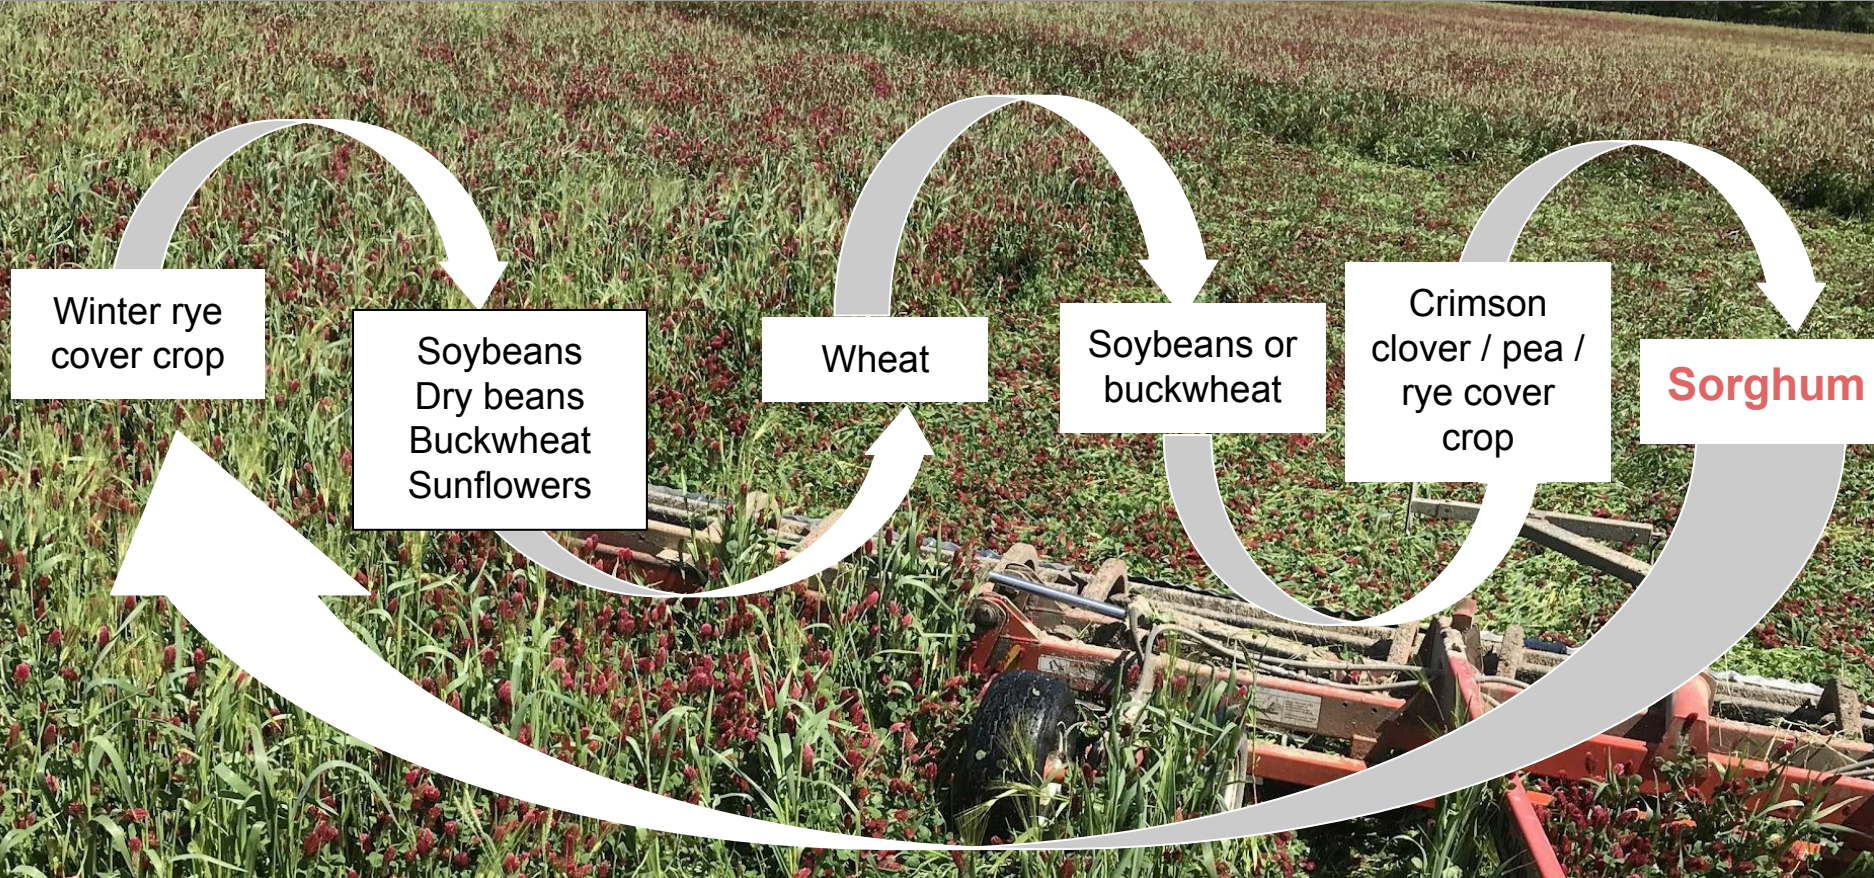 Winter rye
cover crop
Soybeans
Dry beans
Buckwheat
Sunflowers
Wheat
Soybeans or
buckwheat
Crimson
clover / pea /
rye cover
crop
Sorghum